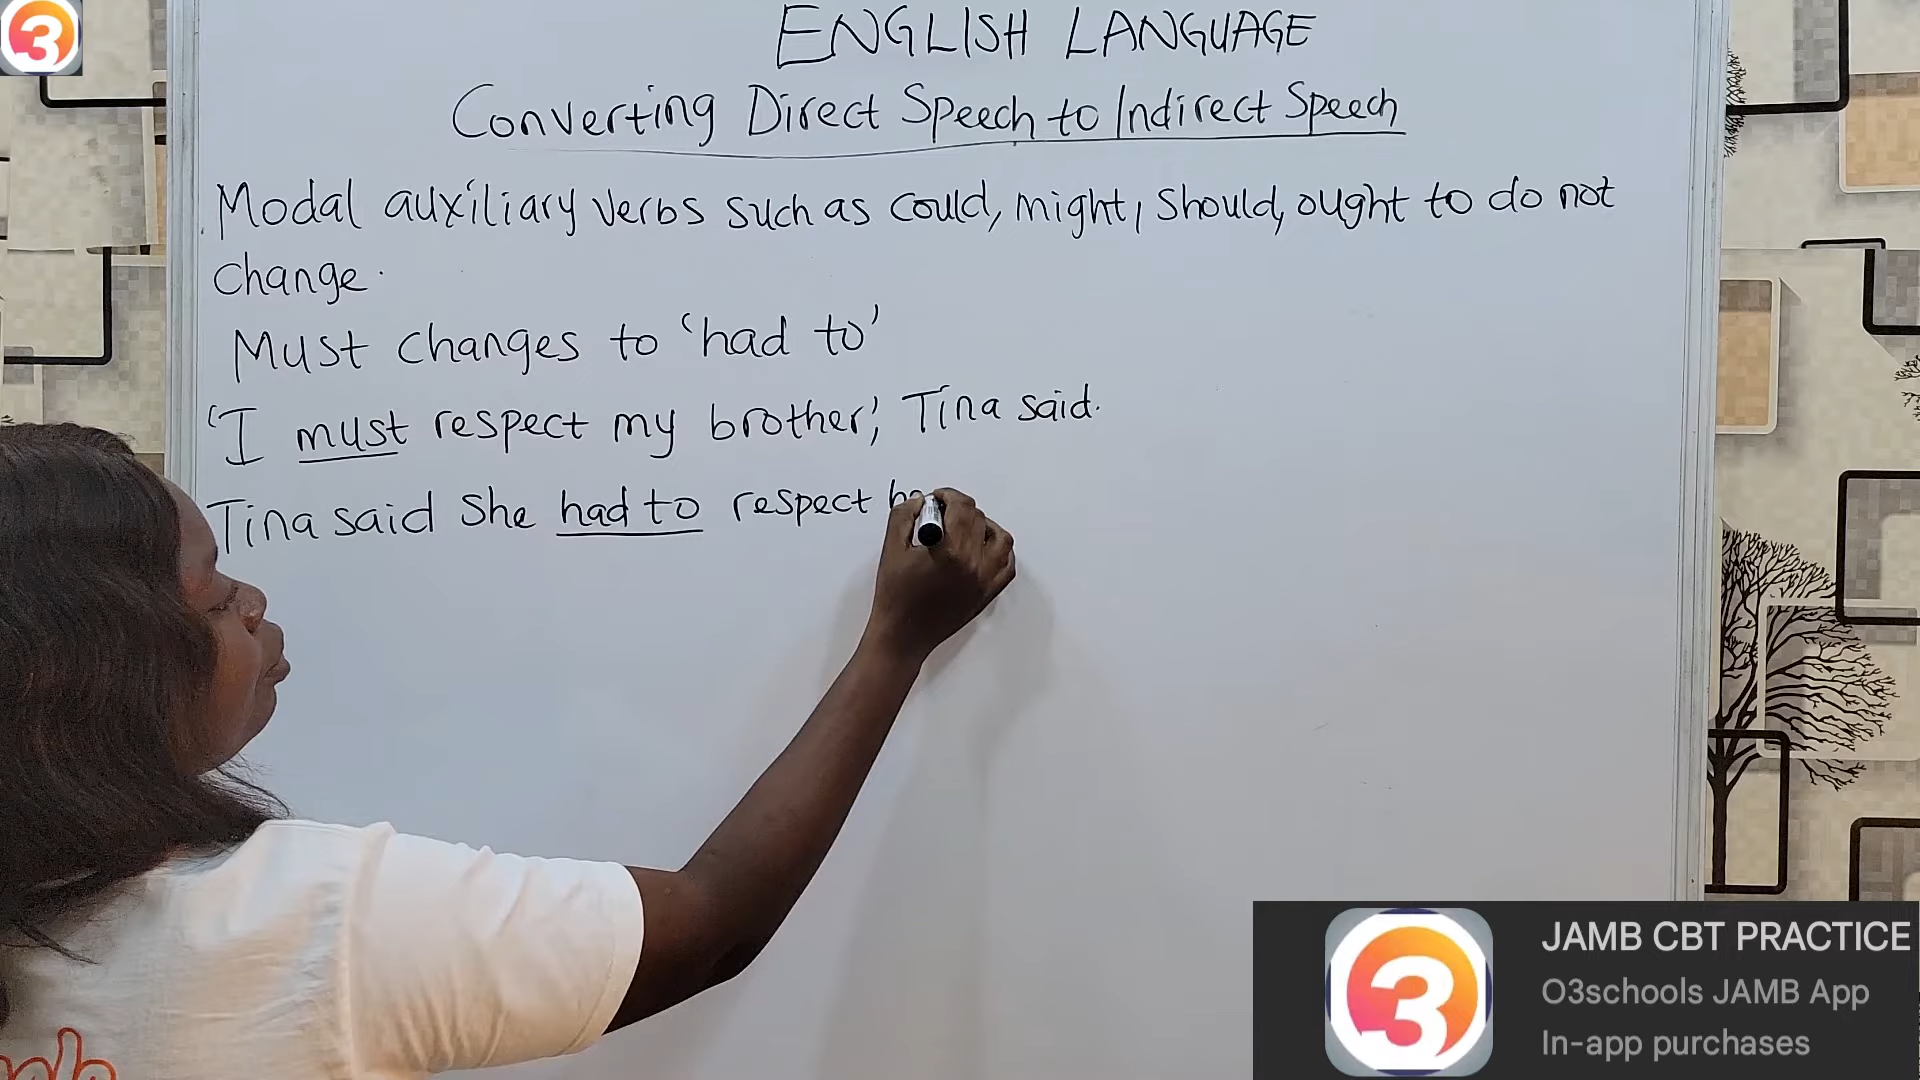 3
ENGLISH LANGUAGE
Converting Direct Speech to Indirect Speech
Modal auxiliary verbs such as could, might, should, ought to do not
change.
Must changes to 'had to'
'I must respect my brother', Tina said.
Tina said she had to respect
3
JAMB CBT PRACTICE
O3schools JAMB App
In-app purchases